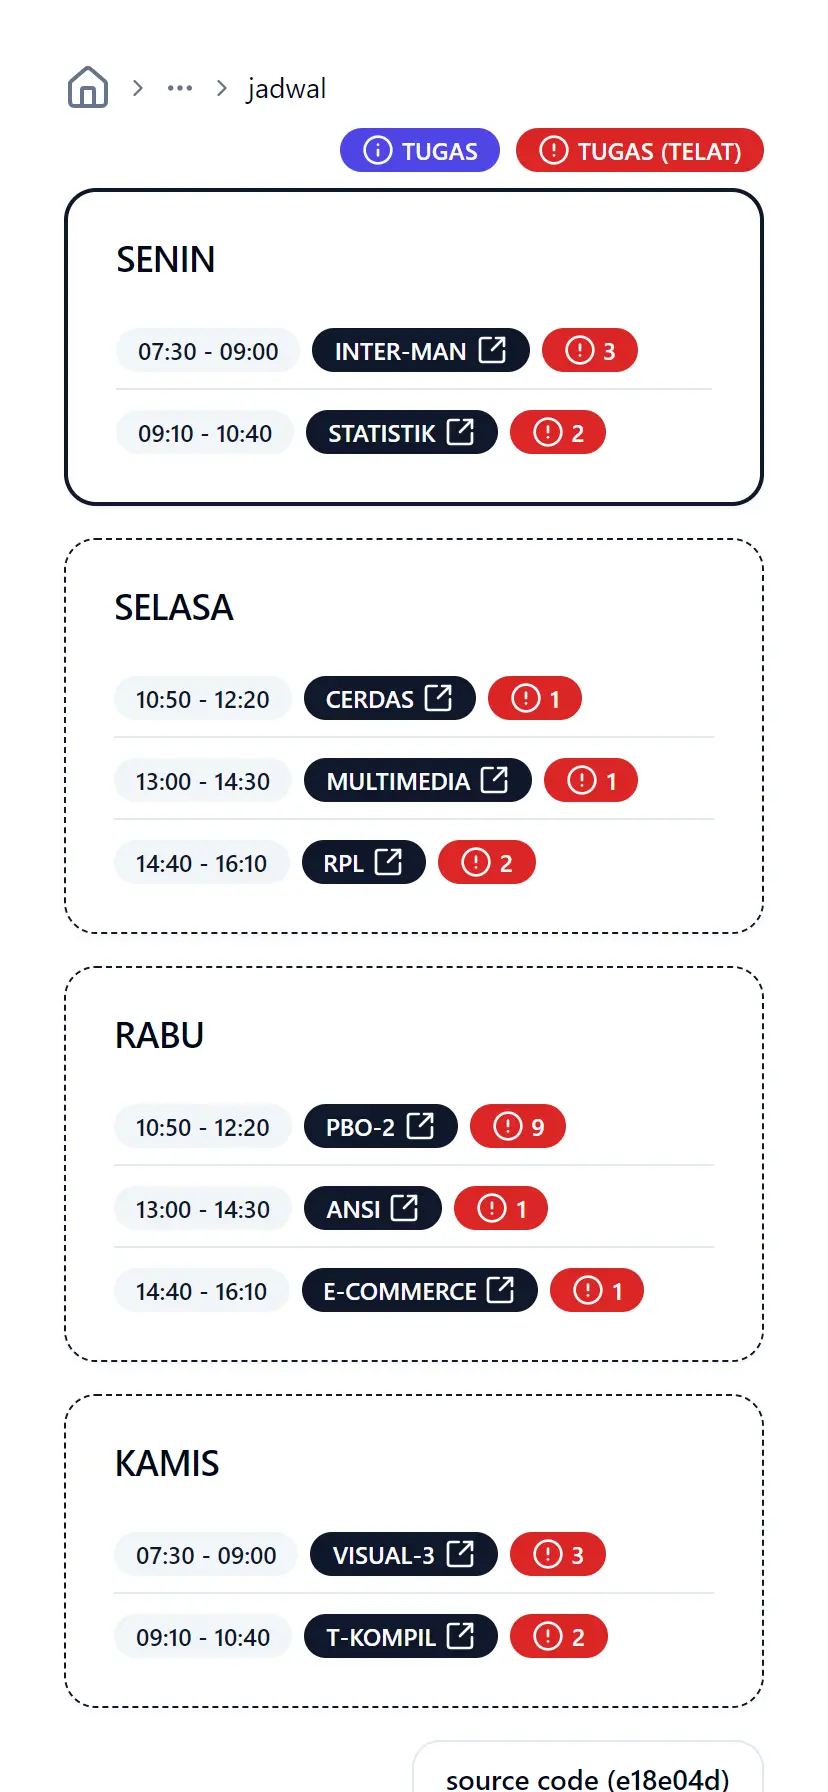 jadwal
TUGAS TUGAS (TELAT)
SENIN
07:30 - 09:00 INTER-MAN 3
09:10 - 10:40 STATISTIK 2
SELASA
10:50 - 12:20 CERDAS 1
13:00 - 14:30 MULTIMEDIA 1
14:40 - 16:10 RPL 2
RABU
10:50 - 12:20 PBO-2 9
13:00 - 14:30 ANSI 1
14:40 - 16:10 E-COMMERCE 1
KAMIS
07:30 - 09:00 VISUAL-3 3
09:10 - 10:40 T-KOMPIL 2
source code (e18e04d)